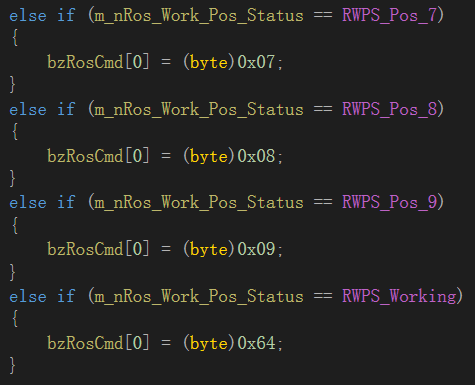 else if (m_nRos_Work_Pos_Status == RWPS_Pos_7)
{
    bzRosCmd[0] = (byte)0x07;
}
else if (m_nRos_Work_Pos_Status == RWPS_Pos_8)
{
    bzRosCmd[0] = (byte)0x08;
}
else if (m_nRos_Work_Pos_Status == RWPS_Pos_9)
{
    bzRosCmd[0] = (byte)0x09;
}
else if (m_nRos_Work_Pos_Status == RWPS_Working)
{
    bzRosCmd[0] = (byte)0x64;
}